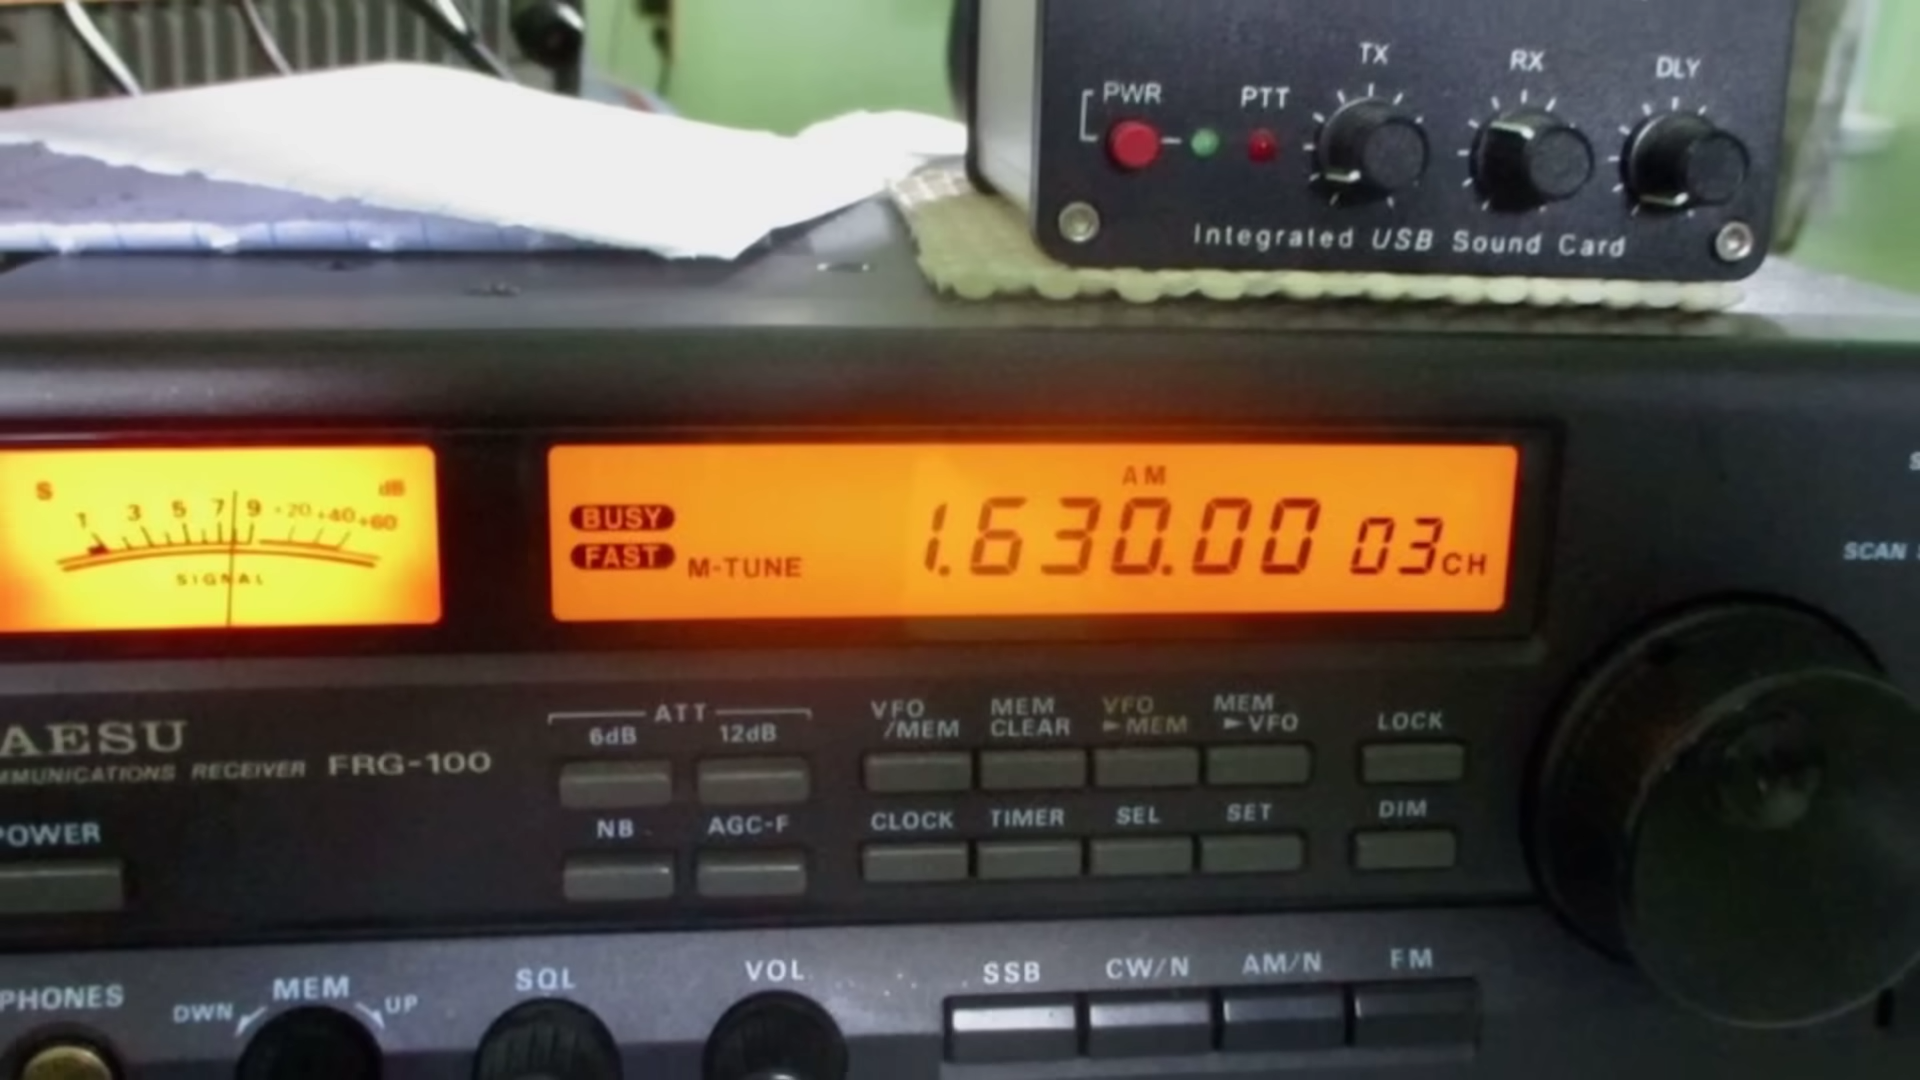 TX RX DLY
PWR PTT
Integrated USB Sound Card
S dB
1 3 5 7 9 +20 +40 +60
SIGNAL
AM
BUSY
FAST M-TUNE 1.630.00 03 CH
SCAN
AESU
MMUNICATIONS RECEIVER FRG-100
ATT
6dB 12dB
VFO /MEM
MEM CLEAR
VFO ►MEM
MEM ►VFO
LOCK
POWER
NB AGC-F CLOCK TIMER SEL SET DIM
PHONES
DWN MEM UP
SQL
VOL
SSB CW/N AM/N FM